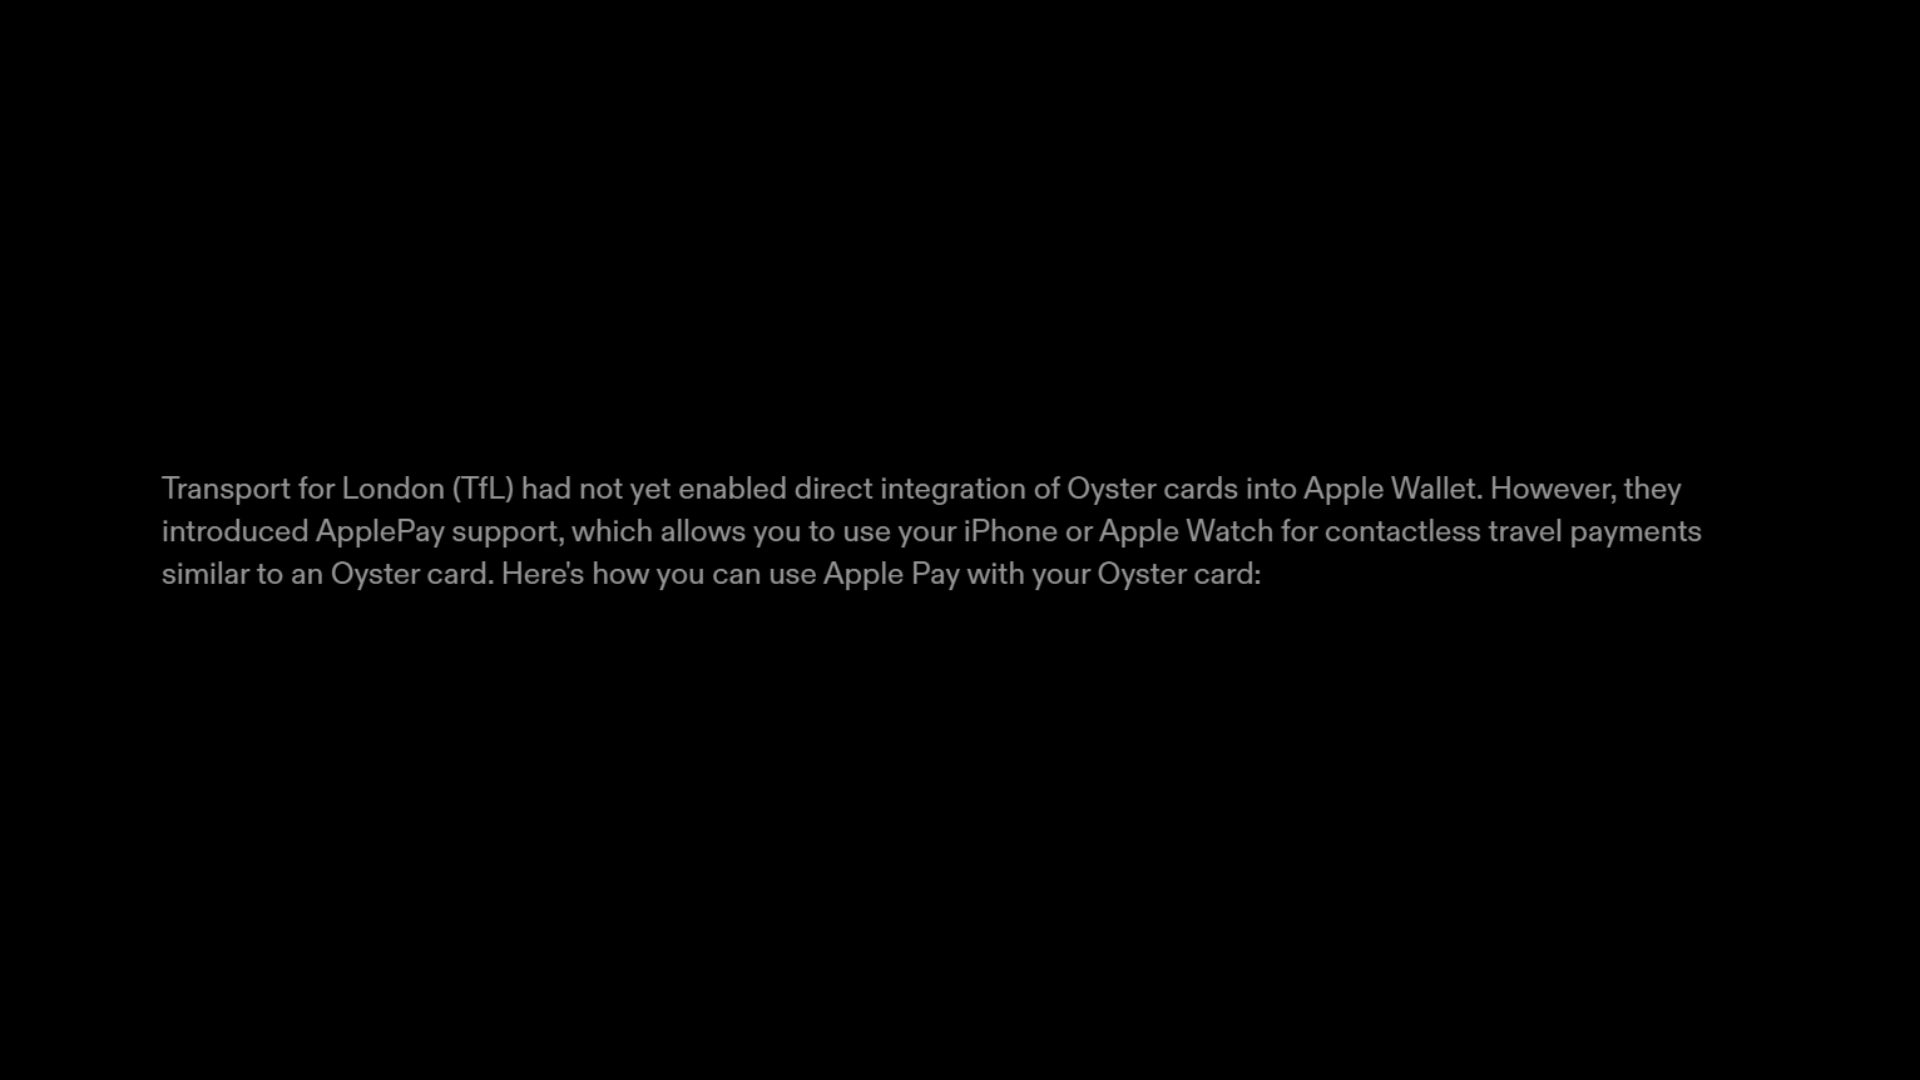 Transport for London (TfL) had not yet enabled direct integration of Oyster cards into Apple Wallet. However, they
introduced ApplePay support, which allows you to use your iPhone or Apple Watch for contactless travel payments
similar to an Oyster card. Here's how you can use Apple Pay with your Oyster card: